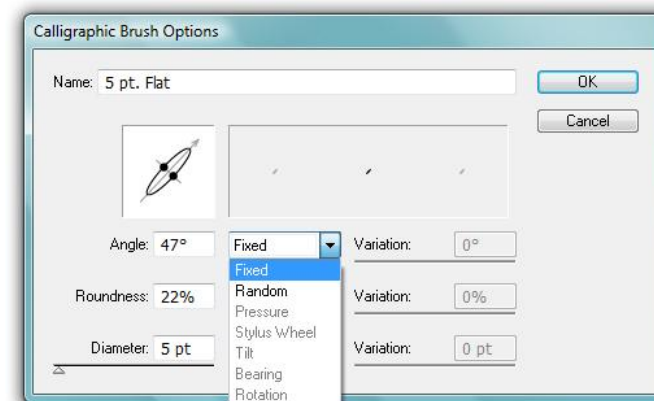 Calligraphic Brush Options
Name: 5 pt. Flat
OK
Cancel
Angle: 47° Fixed Variation: 0°
Fixed
Random
Roundness: 22% Variation: 0%
Pressure
Stylus Wheel
Diameter: 5 pt Variation: 0 pt
Tilt
Bearing
Rotation